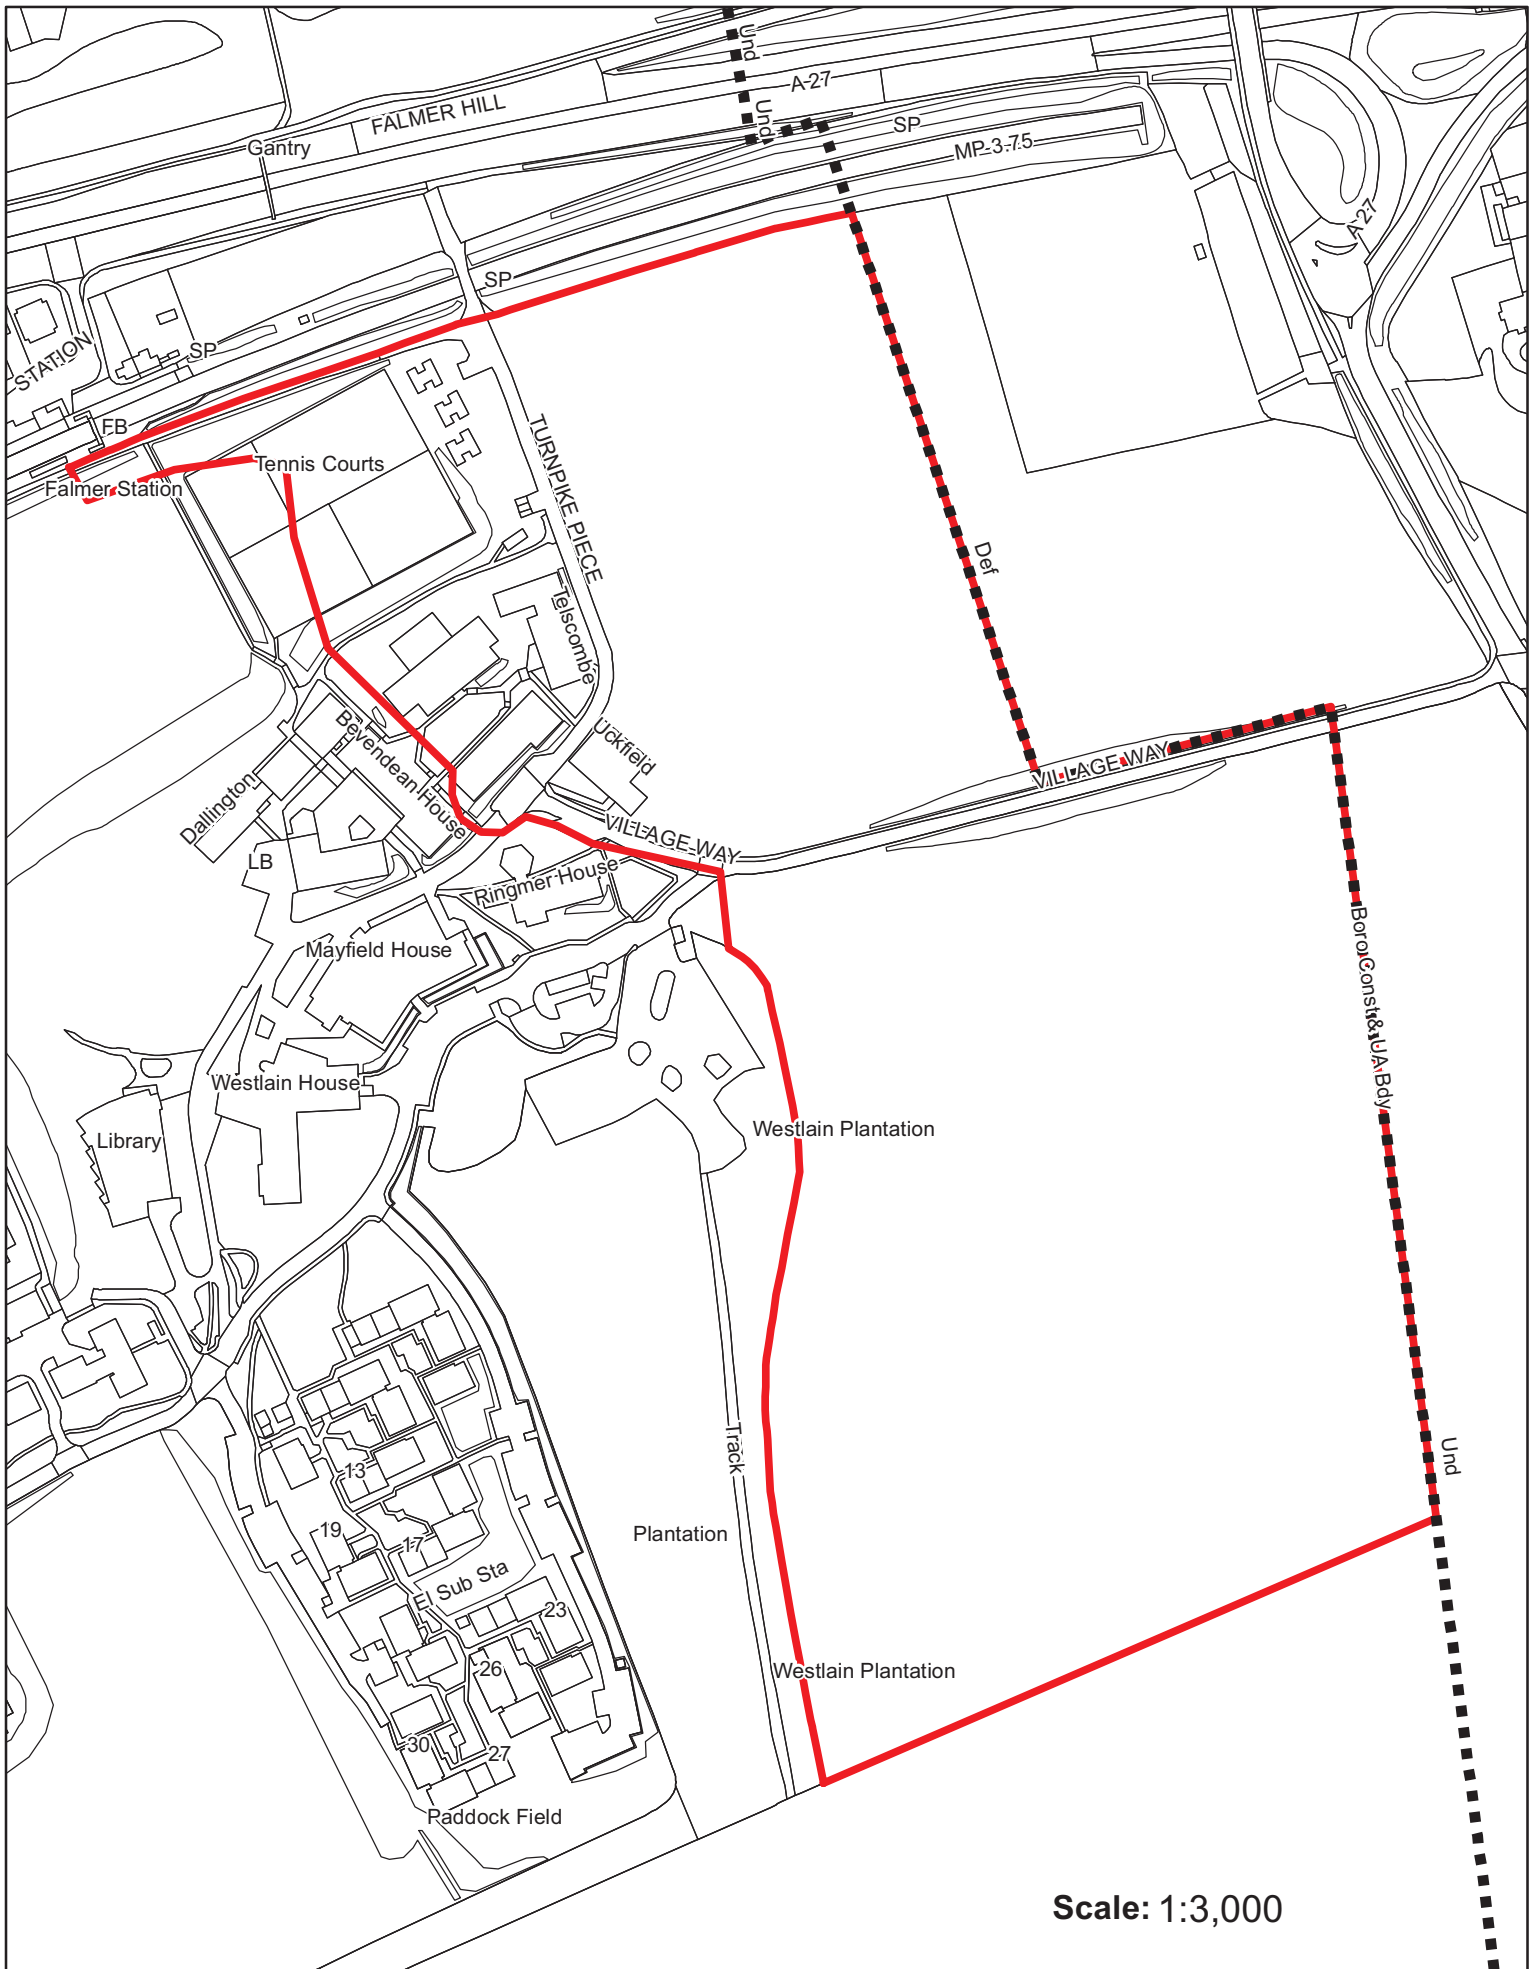 Und
A-27
FALMER HILL
Und
SP
Gantry
MP 3.75
A-27
SP
STATION
SP
FB
TURNPIKE PIECE
Tennis Courts
Falmer Station
Def
Telscombe
Bevendean House
Uckfield
VILLAGE WAY
Dallington
VILLAGE WAY
LB
Ringmer House
Mayfield House
Boro Const & UA Bdy
Westlain House
Westlain Plantation
Library
Track
Und
13
19
Plantation
17
El Sub Sta
23
26
Westlain Plantation
30
27
Paddock Field
Scale: 1:3,000